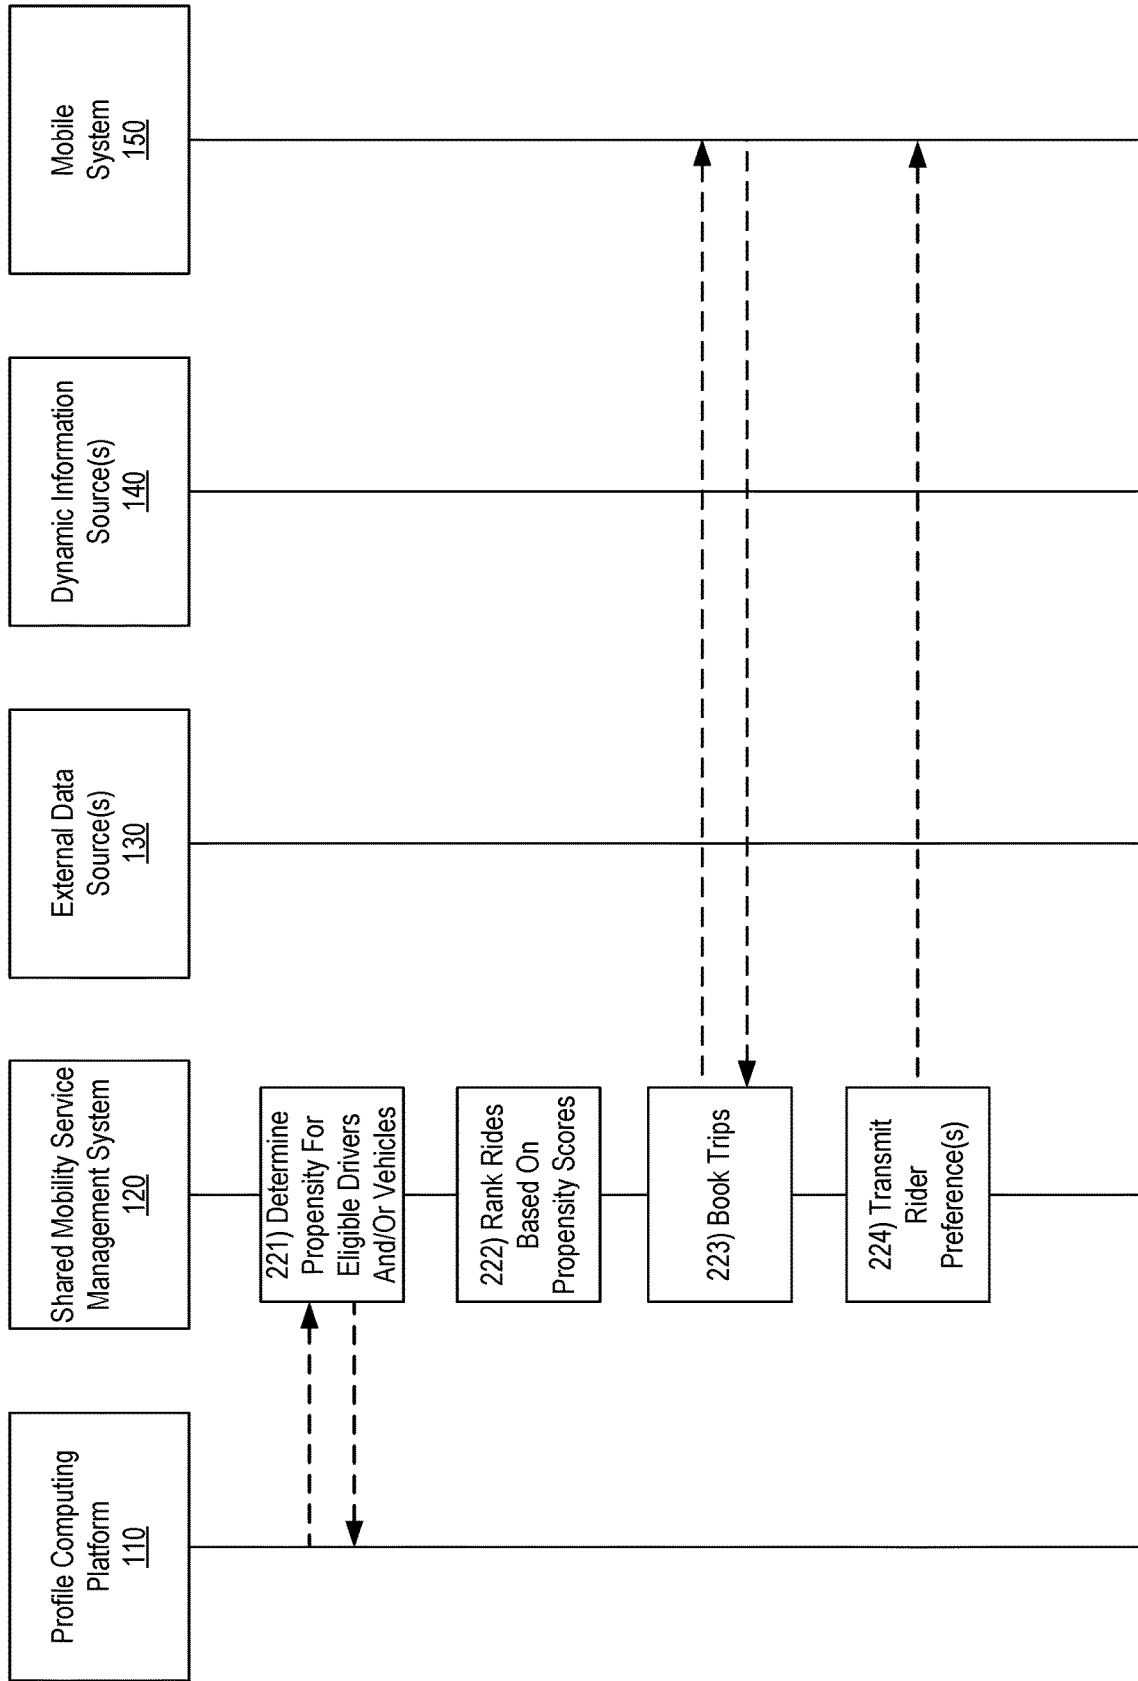 Profile Computing
Platform
110
Shared Mobility Service
Management System
120
External Data
Source(s)
130
Dynamic Information
Source(s)
140
Mobile
System
150
221) Determine
Propensity For
Eligible Drivers
And/Or Vehicles
222) Rank Rides
Based On
Propensity Scores
223) Book Trips
224) Transmit
Rider
Preference(s)